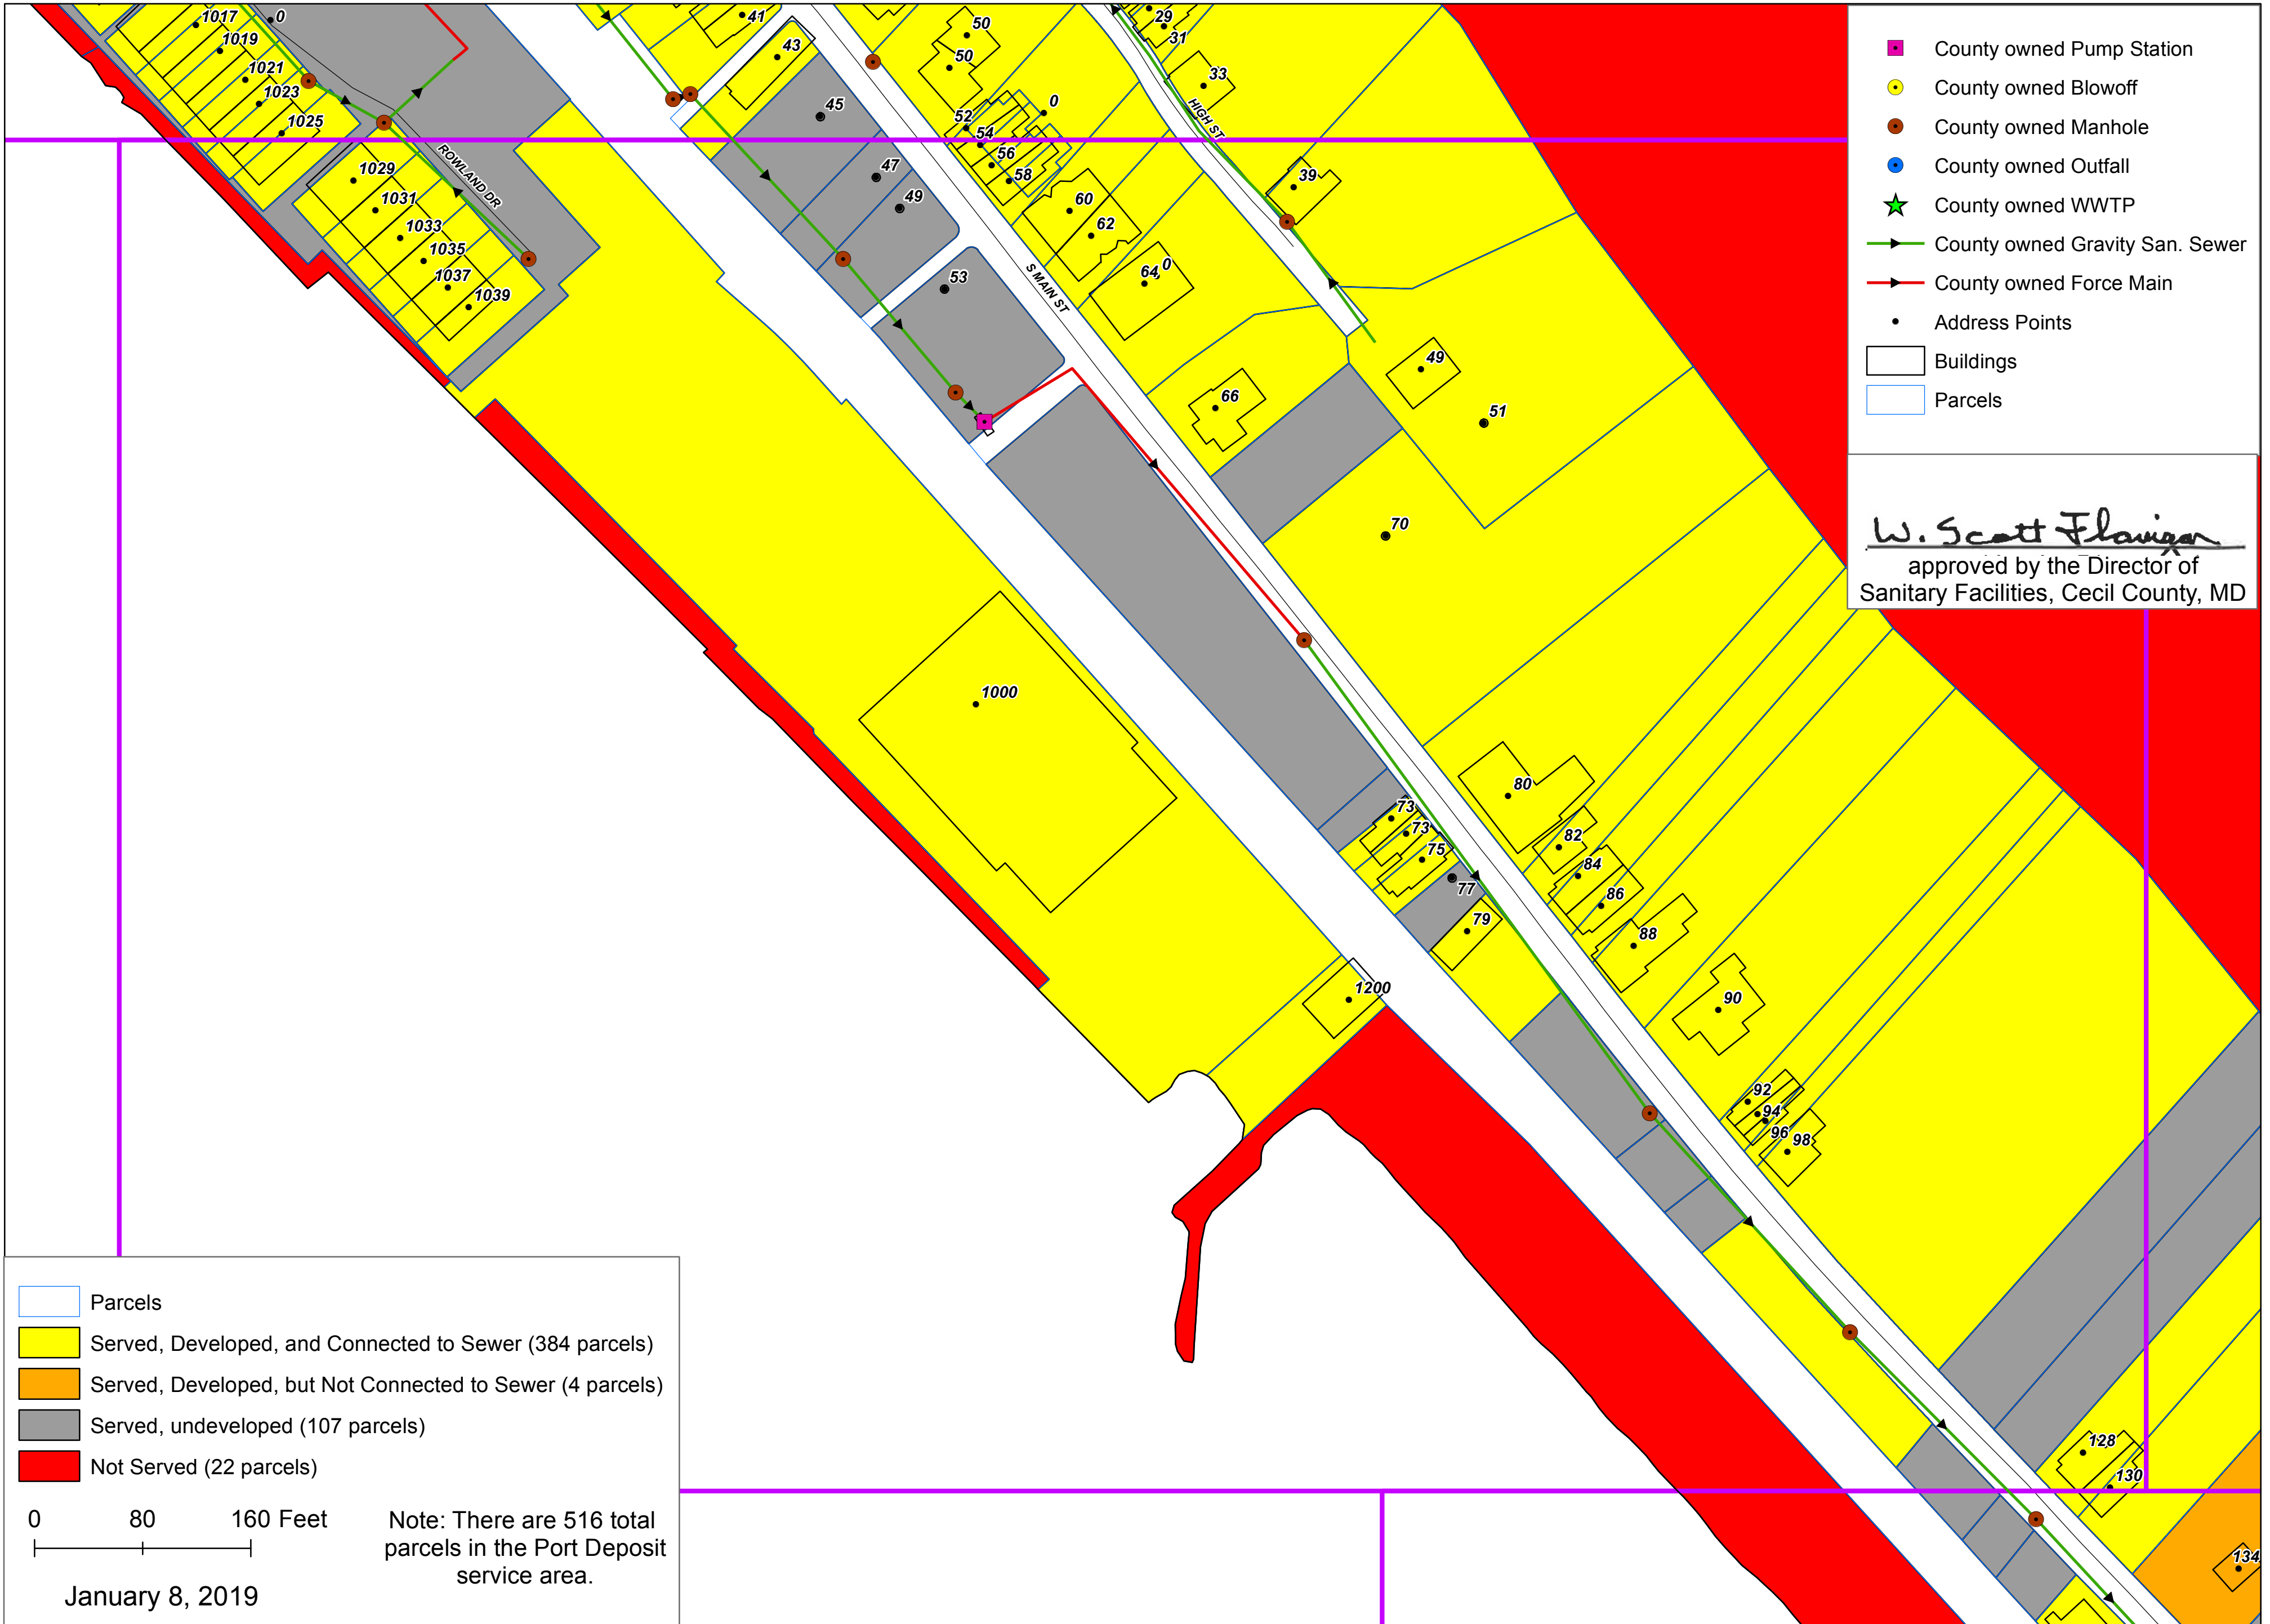 1017
0
1019
1021
1023
1025
ROWLAND DR
1029
1031
1033
1035
1037
1039
41
43
45
47
49
53
50
50
0
52
54
56
58
60
62
64
0
S MAIN ST
29
31
33
HIGH ST
39
49
51
66
70
1000
80
82
84
86
88
90
73
73
75
77
79
1200
92
94
96
98
128
130
134
County owned Pump Station
County owned Blowoff
County owned Manhole
County owned Outfall
County owned WWTP
County owned Gravity San. Sewer
County owned Force Main
Address Points
Buildings
Parcels
W. Scott Flanigan
approved by the Director of
Sanitary Facilities, Cecil County, MD
Parcels
Served, Developed, and Connected to Sewer (384 parcels)
Served, Developed, but Not Connected to Sewer (4 parcels)
Served, undeveloped (107 parcels)
Not Served (22 parcels)
0 80 160 Feet
Note: There are 516 total
parcels in the Port Deposit
service area.
January 8, 2019